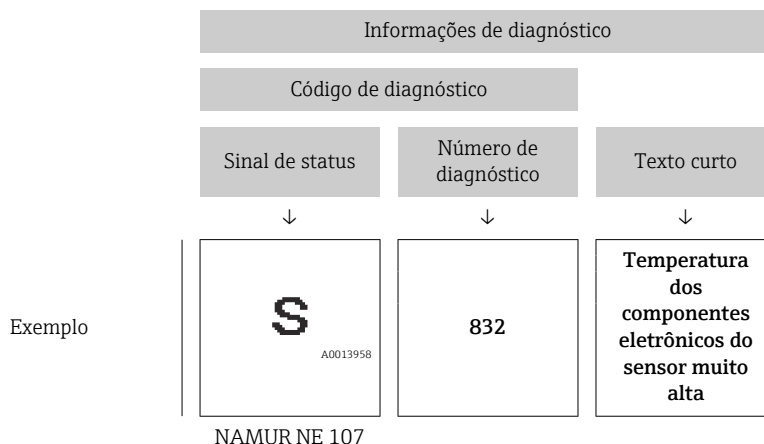 Informações de diagnóstico
Código de diagnóstico
Sinal de status
Número de
diagnóstico
Texto curto
↓ ↓ ↓
Exemplo
S
A0013958
832
Temperatura
dos
componentes
eletrônicos do
sensor muito
alta
NAMUR NE 107